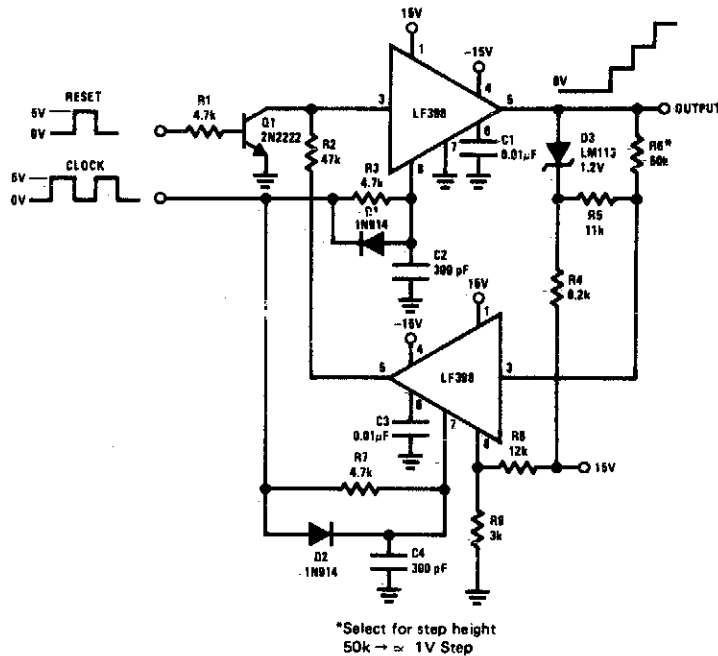 15V
1
-15V
4
0V
RESET
5V
0V
R1
4.7k
Q1
2N2222
3
LF398
5
OUTPUT
R2
47k
7
6
C1
0.01µF
D3
LM113
1.2V
R6*
50k
CLOCK
5V
0V
R3
4.7k
8
D1
1N914
R5
11k
C2
300 pF
R4
8.2k
15V
1
-15V
4
5
LF398
3
6
7
8
C3
0.01µF
R8
12k
15V
R7
4.7k
R9
3k
D2
1N914
C4
300 pF
*Select for step height
50k → ≃ 1V Step